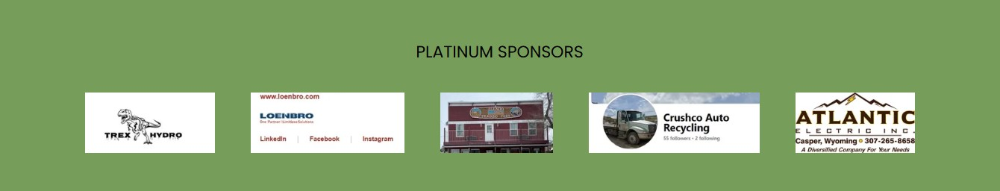 PLATINUM SPONSORS
TREX HYDRO
www.loenbro.com
LOENBRO
One Partner | Limitless Solutions
LinkedIn | Facebook | Instagram
Crushco Auto
Recycling
55 followers • 2 following
ATLANTIC
ELECTRIC INC.
Casper, Wyoming 307-265-8658
A Diversified Company For Your Needs